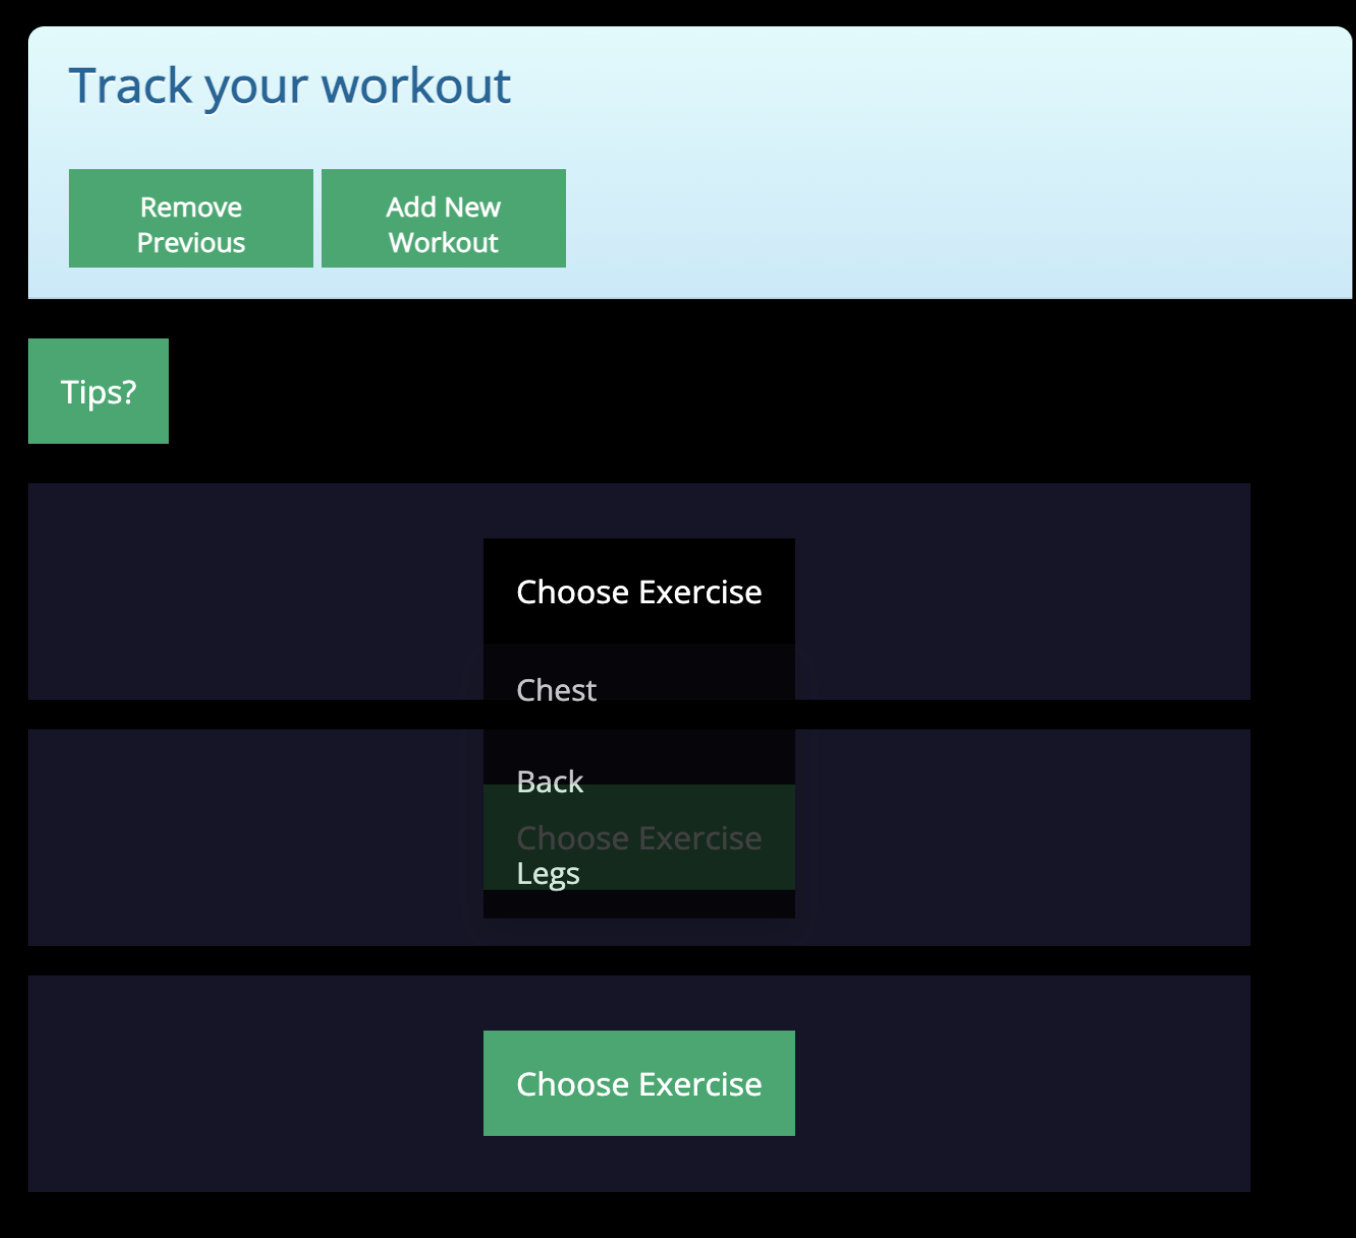 Track your workout
Remove
Previous
Add New
Workout
Tips?
Choose Exercise
Chest
Back
Choose Exercise
Legs
Choose Exercise